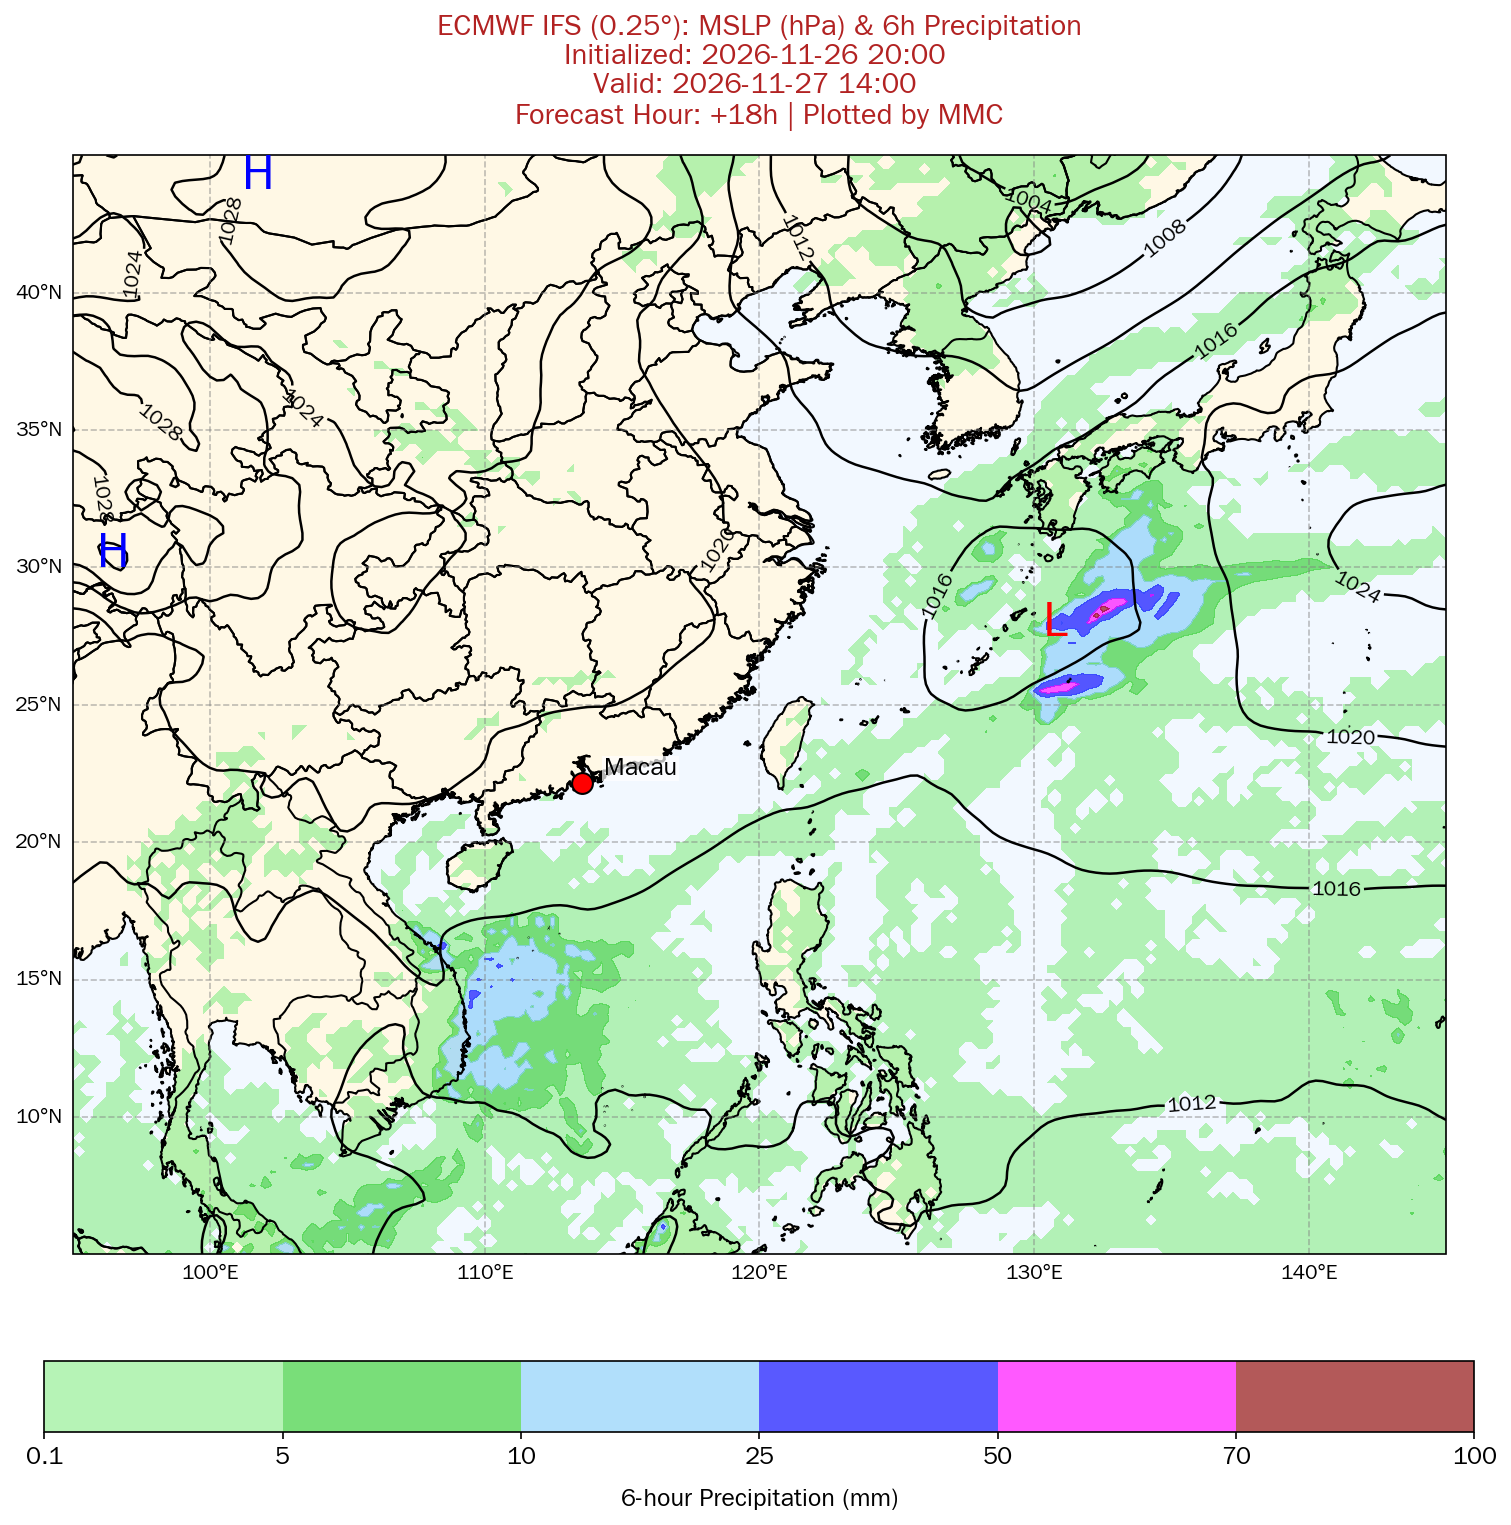 ECMWF IFS (0.25°): MSLP (hPa) & 6h Precipitation
Initialized: 2026-11-26 20:00
Valid: 2026-11-27 14:00
Forecast Hour: +18h | Plotted by MMC
H
1028
1004
1012
1008
1024
40°N
1016
1024
1028
35°N
1028
H
1020
30°N
1024
1016
L
25°N
1020
Macau
20°N
1016
15°N
1012
10°N
100°E 110°E 120°E 130°E 140°E
0.1 5 10 25 50 70 100
6-hour Precipitation (mm)